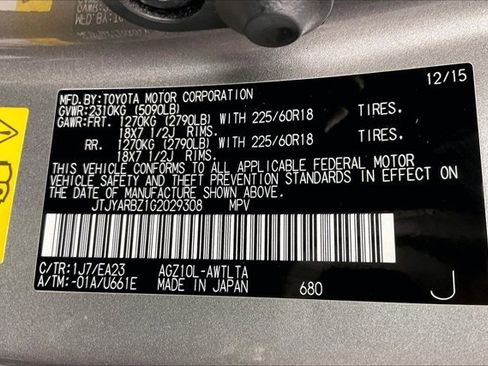 MFD.BY:TOYOTA MOTOR CORPORATION 12/15
GVWR:2310KG (5090LB)
GAWR:FRT. 1270KG (2790LB) WITH 225/60R18 TIRES.
18X7 1/2J RIMS.
RR. 1270KG (2790LB) WITH 225/60R18 TIRES.
18X7 1/2J RIMS.
THIS VEHICLE CONFORMS TO ALL APPLICABLE FEDERAL MOTOR
VEHICLE SAFETY AND THEFT PREVENTION STANDARDS IN EFFECT ON
THE DATE OF MANUFACTURE SHOWN ABOVE.
JTJYARBZ1G2029308 MPV
C/TR:1J7/EA23 AGZ10L-AWTLTA
A/TM:-01A/U661E MADE IN JAPAN 680 J